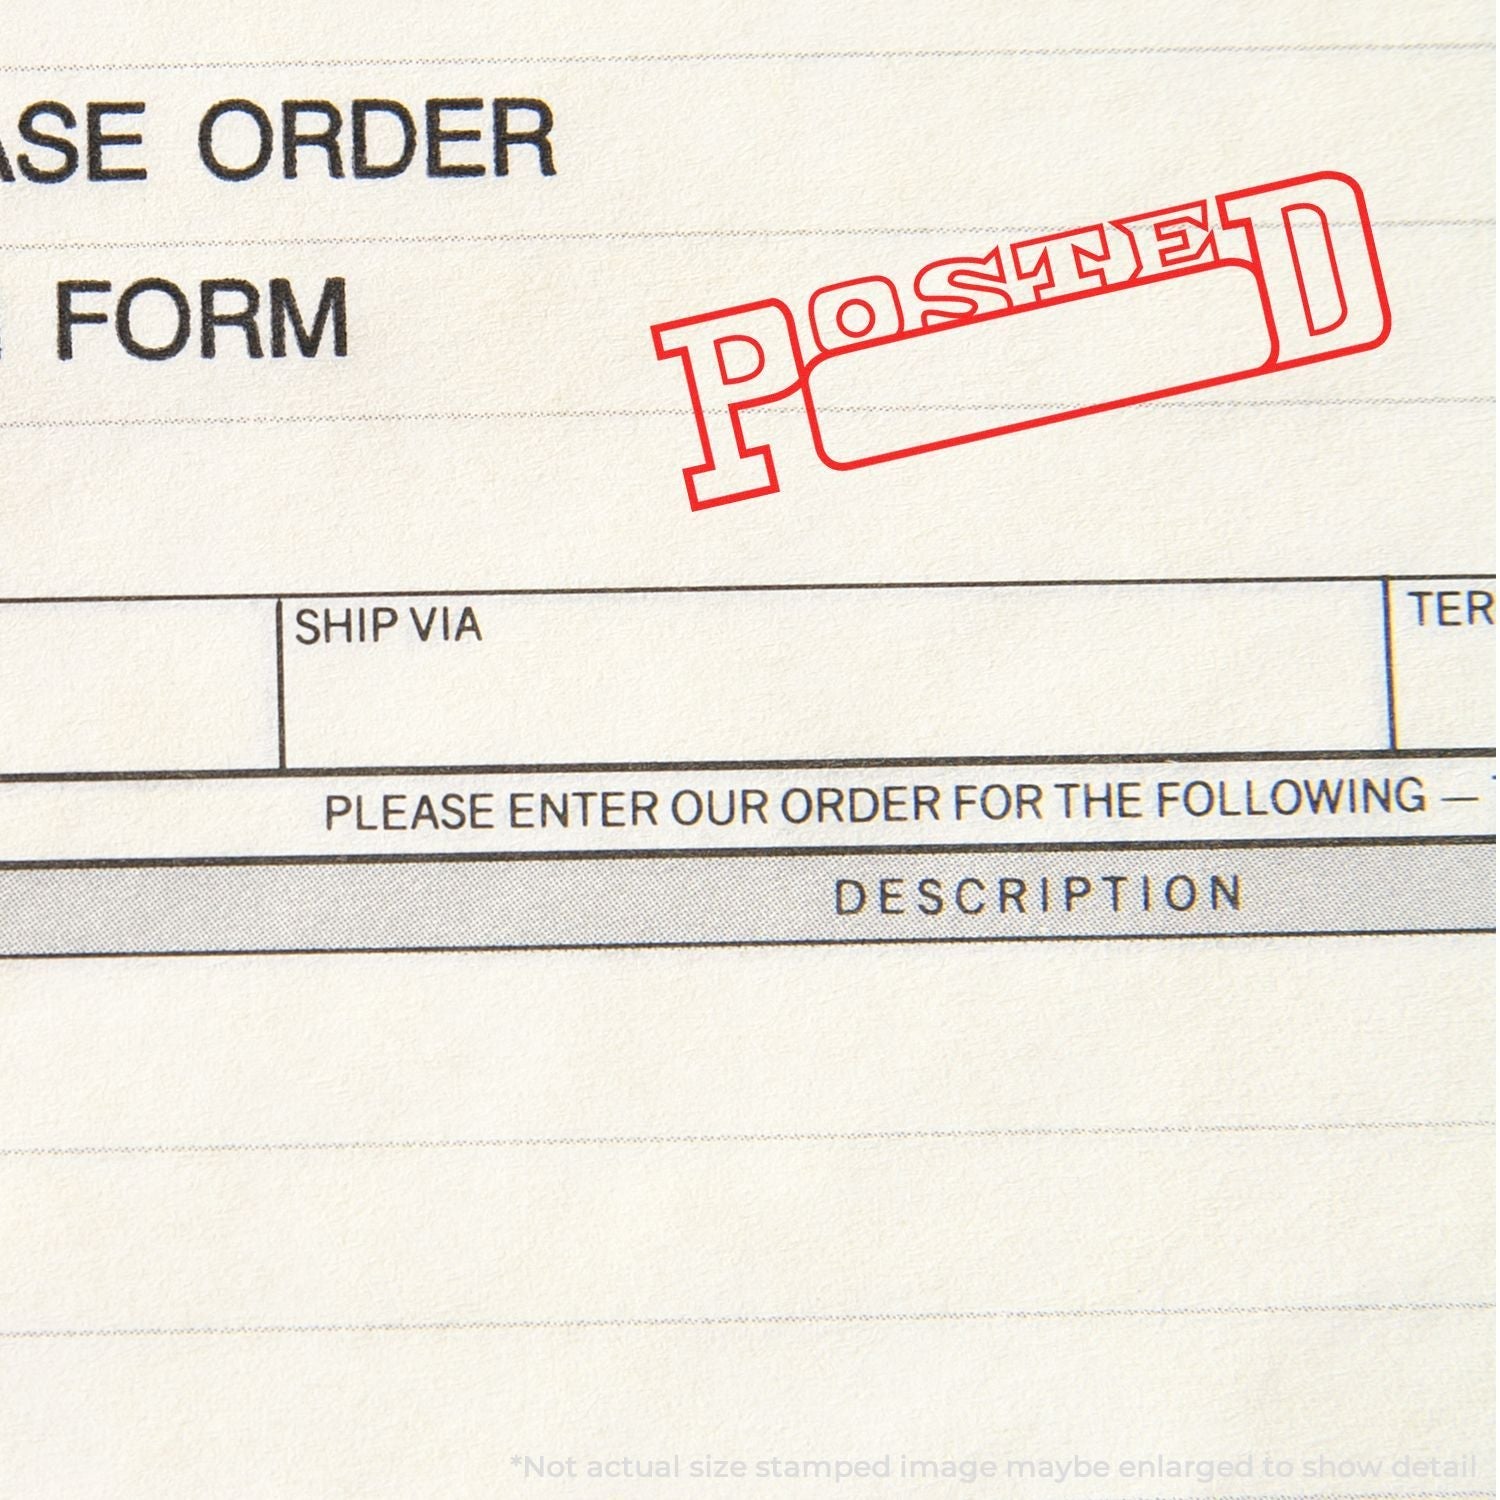 ASE ORDER
FORM
POSTED
SHIP VIA
TER
PLEASE ENTER OUR ORDER FOR THE FOLLOWING —
DESCRIPTION
*Not actual size stamped image maybe enlarged to show detail